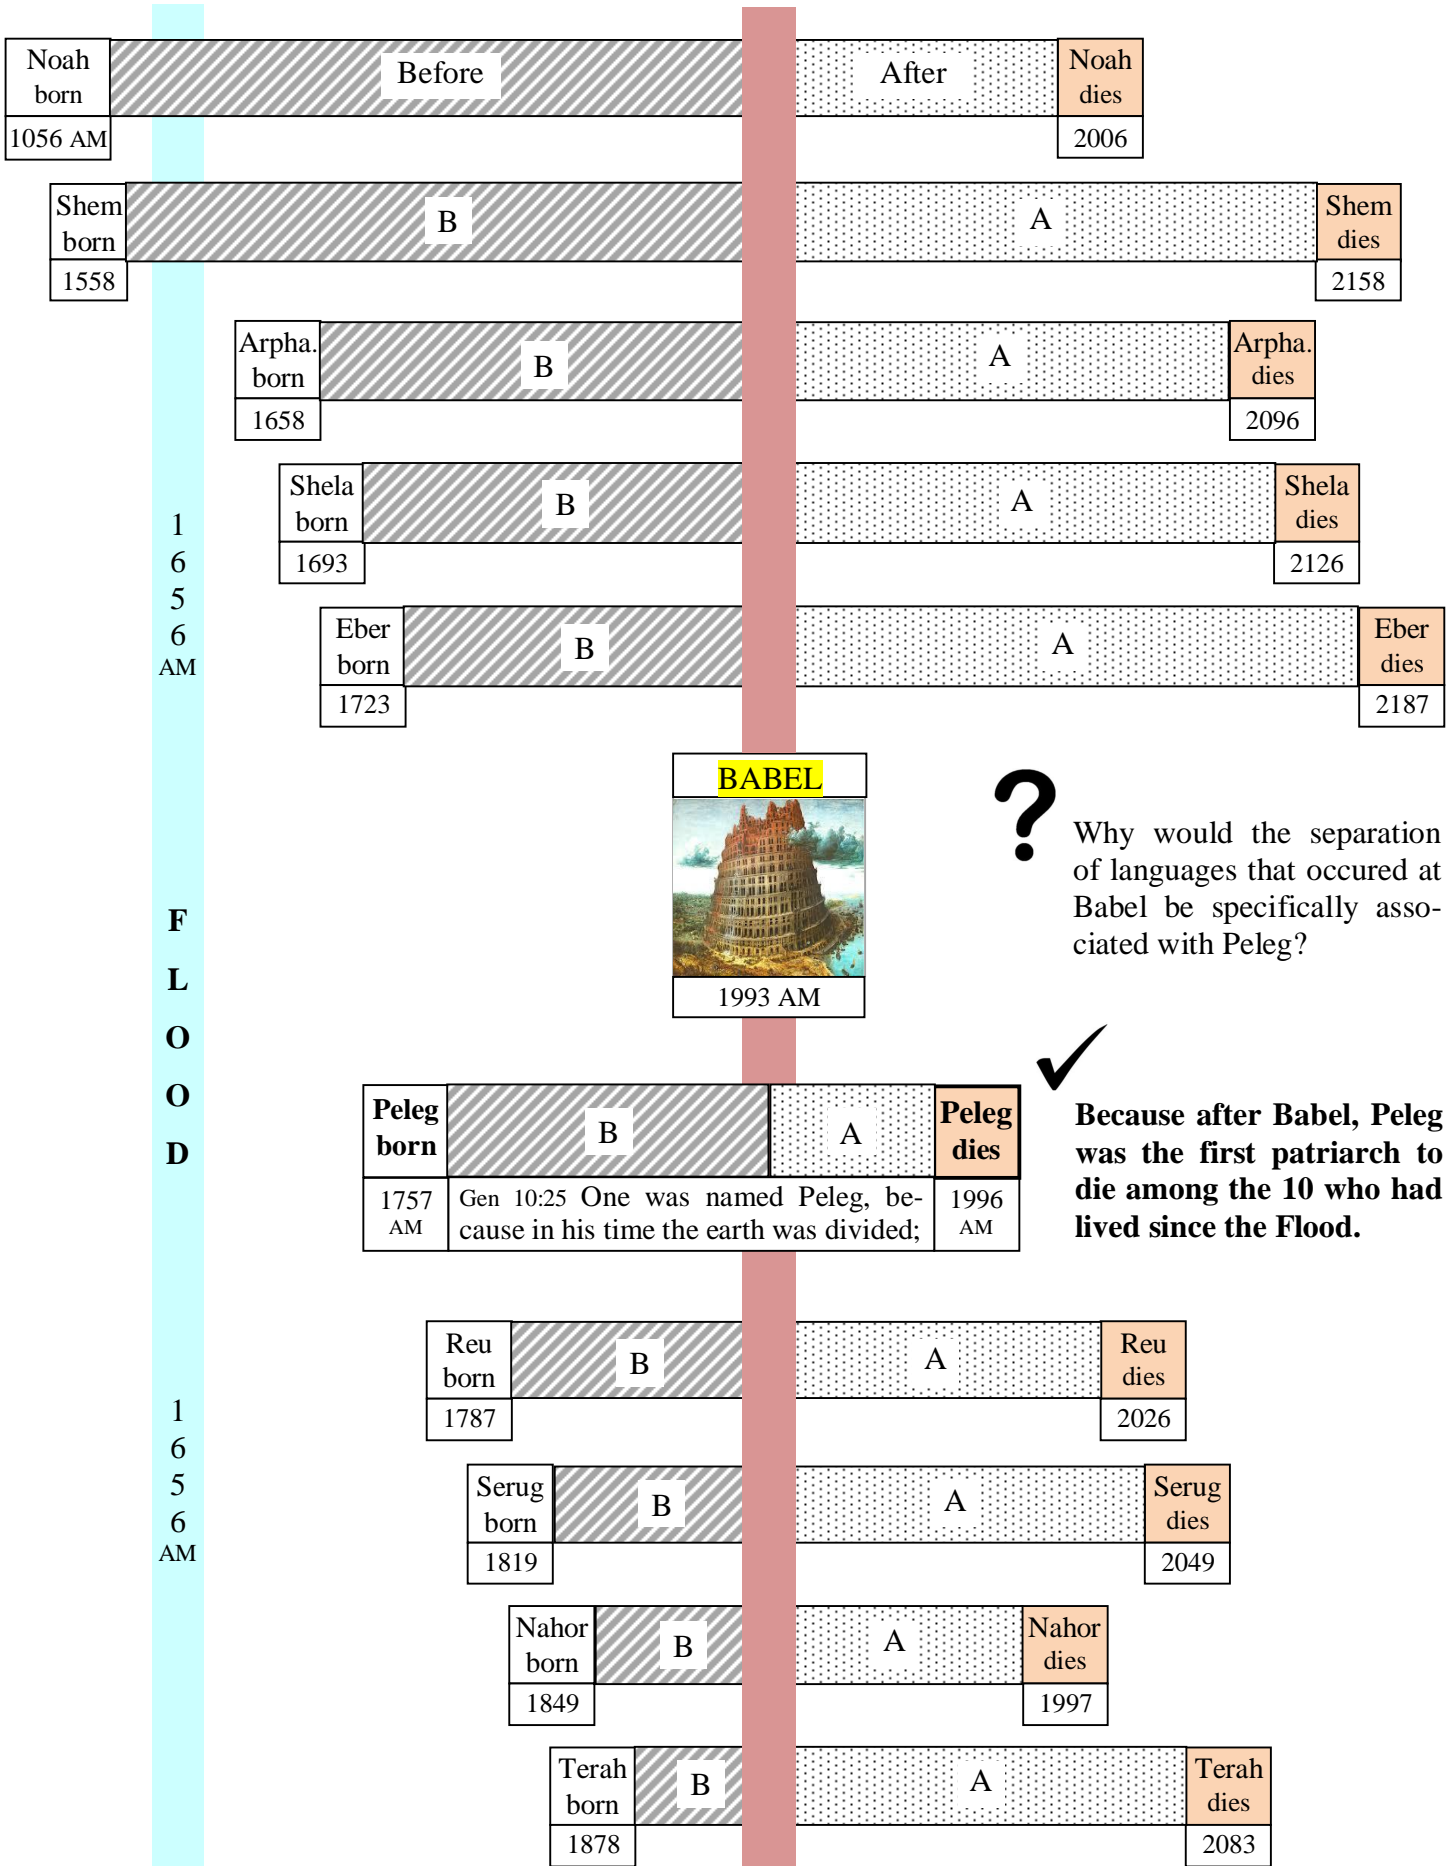 Noah
born
Before
After
Noah
dies
1056 AM
2006
Shem
born
B
A
Shem
dies
1558
2158
Arpha.
born
B
A
Arpha.
dies
1658
2096
Shela
born
B
A
Shela
dies
1693
2126
1
6
5
6
AM
Eber
born
B
A
Eber
dies
1723
2187
BABEL
1993 AM
?
Why would the separation
of languages that occured at
Babel be specifically asso-
ciated with Peleg?
F
L
O
O
D
Peleg
born
B
A
Peleg
dies
1757
AM
Gen 10:25 One was named Peleg, be-
cause in his time the earth was divided;
1996
AM
Because after Babel, Peleg
was the first patriarch to
die among the 10 who had
lived since the Flood.
Reu
born
B
A
Reu
dies
1787
2026
1
6
5
6
AM
Serug
born
B
A
Serug
dies
1819
2049
Nahor
born
B
A
Nahor
dies
1849
1997
Terah
born
B
A
Terah
dies
1878
2083